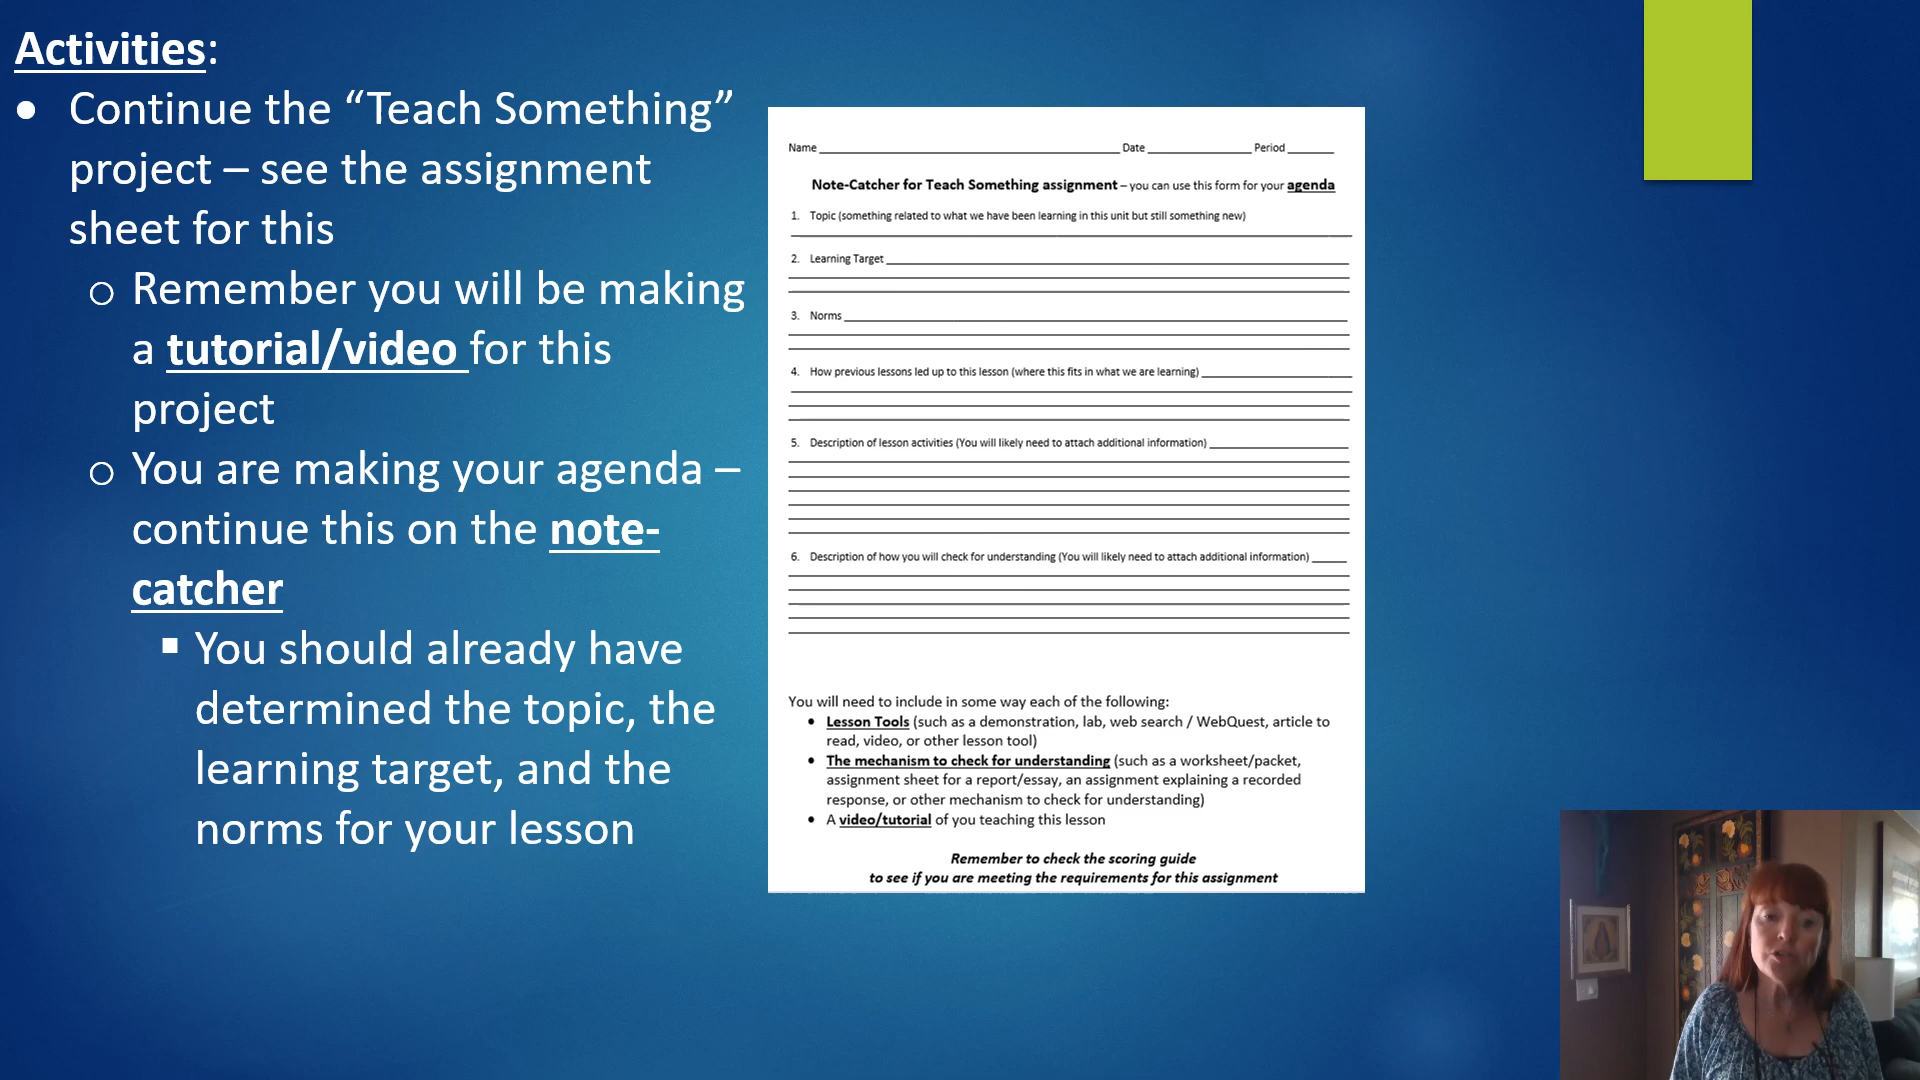 Activities:
• Continue the “Teach Something”
project – see the assignment
sheet for this
o Remember you will be making
a tutorial/video for this
project
o You are making your agenda –
continue this on the note-
catcher
▪ You should already have
determined the topic, the
learning target, and the
norms for your lesson
Name ______ Date ______ Period ______
Note-Catcher for Teach Something assignment – you can use this form for your agenda
1. Topic (something related to what we have been learning in this unit but still something new)
2. Learning Target ______
3. Norms ______
4. How previous lessons led up to this lesson (where this fits in what we are learning) ______
5. Description of lesson activities (You will likely need to attach additional information) ______
6. Description of how you will check for understanding (You will likely need to attach additional information) ______
You will need to include in some way each of the following:
• Lesson Tools (such as a demonstration, lab, web search / WebQuest, article to
read, video, or other lesson tool)
• The mechanism to check for understanding (such as a worksheet/packet,
assignment sheet for a report/essay, an assignment explaining a recorded
response, or other mechanism to check for understanding)
• A video/tutorial of you teaching this lesson
Remember to check the scoring guide
to see if you are meeting the requirements for this assignment